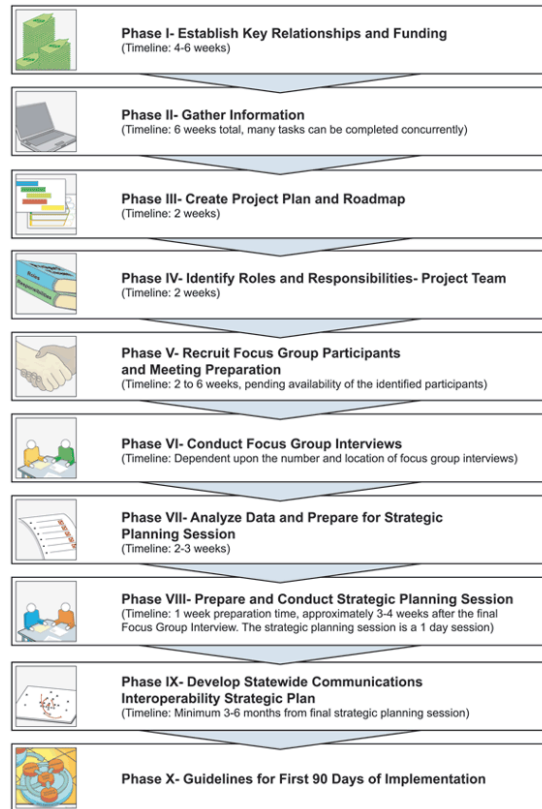 Phase I- Establish Key Relationships and Funding
(Timeline: 4-6 weeks)
Phase II- Gather Information
(Timeline: 6 weeks total, many tasks can be completed concurrently)
Phase III- Create Project Plan and Roadmap
(Timeline: 2 weeks)
Roles
Responsibilities
Phase IV- Identify Roles and Responsibilities- Project Team
(Timeline: 2 weeks)
Phase V- Recruit Focus Group Participants
and Meeting Preparation
(Timeline: 2 to 6 weeks, pending availability of the identified participants)
Phase VI- Conduct Focus Group Interviews
(Timeline: Dependent upon the number and location of focus group interviews)
Phase VII- Analyze Data and Prepare for Strategic
Planning Session
(Timeline: 2-3 weeks)
Phase VIII- Prepare and Conduct Strategic Planning Session
(Timeline: 1 week preparation time, approximately 3-4 weeks after the final
Focus Group Interview. The strategic planning session is a 1 day session)
Phase IX- Develop Statewide Communications
Interoperability Strategic Plan
(Timeline: Minimum 3-6 months from final strategic planning session)
Phase X- Guidelines for First 90 Days of Implementation